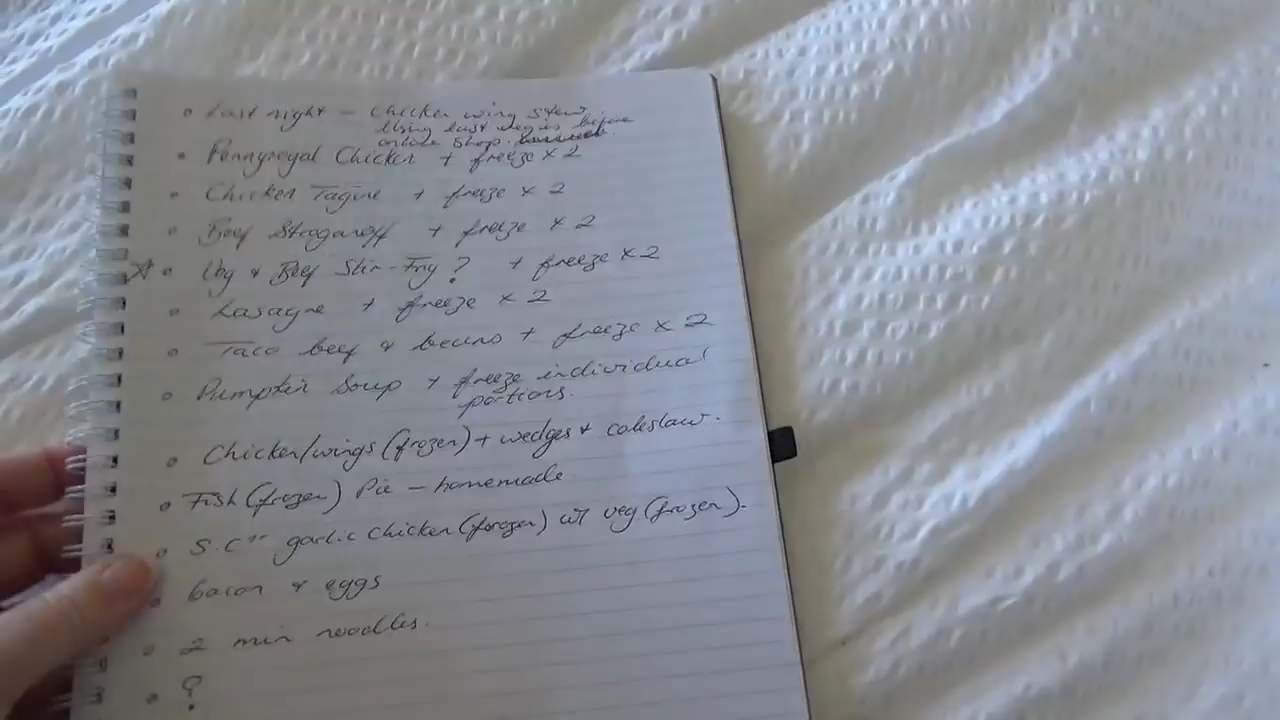 • Last night - chicken wing stew
Using last vegies before
online shop.
• Pennyroyal Chicken + freeze x 2
• Chicken Tagine + freeze x 2
• Beef Stroganoff + freeze x 2
• Veg & Beef Stir-Fry? + freeze x 2
• Lasagne + freeze x 2
• Taco beef & beans + freeze x 2
• Pumpkin Soup + freeze individual
portions.
• Chicken/wings (frozen) + wedges & coleslaw.
• Fish (frozen) Pie - homemade
• S.C garlic chicken (frozen) w veg (frozen).
• bacon & eggs
• 2 min noodles.
• ?